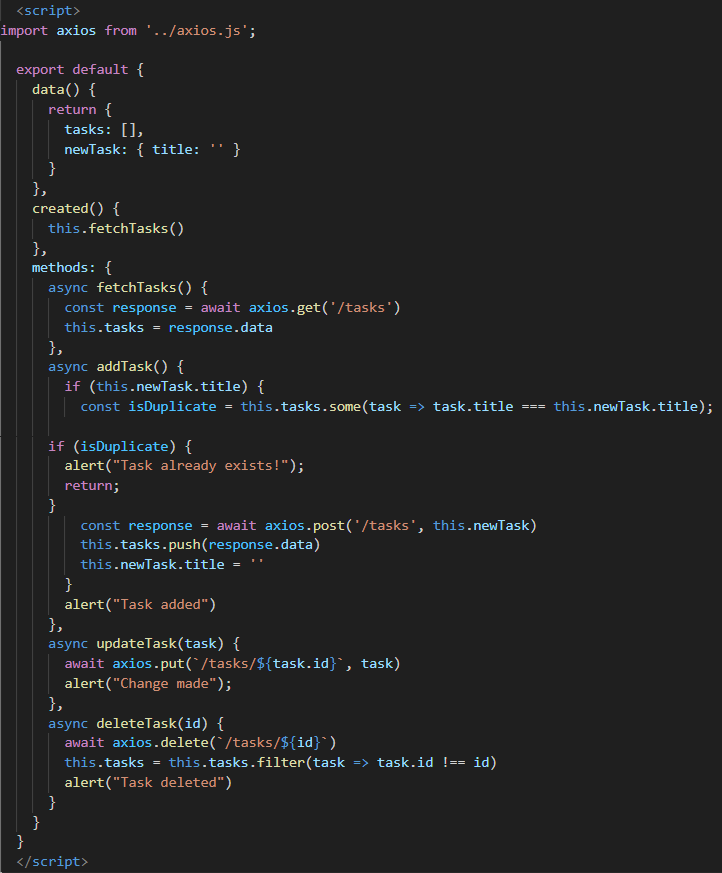 <script>
import axios from '../axios.js';
export default {
data() {
return {
tasks: [],
newTask: { title: '' }
}
},
created() {
this.fetchTasks()
},
methods: {
async fetchTasks() {
const response = await axios.get('/tasks')
this.tasks = response.data
},
async addTask() {
if (this.newTask.title) {
const isDuplicate = this.tasks.some(task => task.title === this.newTask.title);
if (isDuplicate) {
alert("Task already exists!");
return;
}
const response = await axios.post('/tasks', this.newTask)
this.tasks.push(response.data)
this.newTask.title = ''
}
alert("Task added")
},
async updateTask(task) {
await axios.put(`/tasks/${task.id}`, task)
alert("Change made");
},
async deleteTask(id) {
await axios.delete(`/tasks/${id}`)
this.tasks = this.tasks.filter(task => task.id !== id)
alert("Task deleted")
}
}
}
</script>